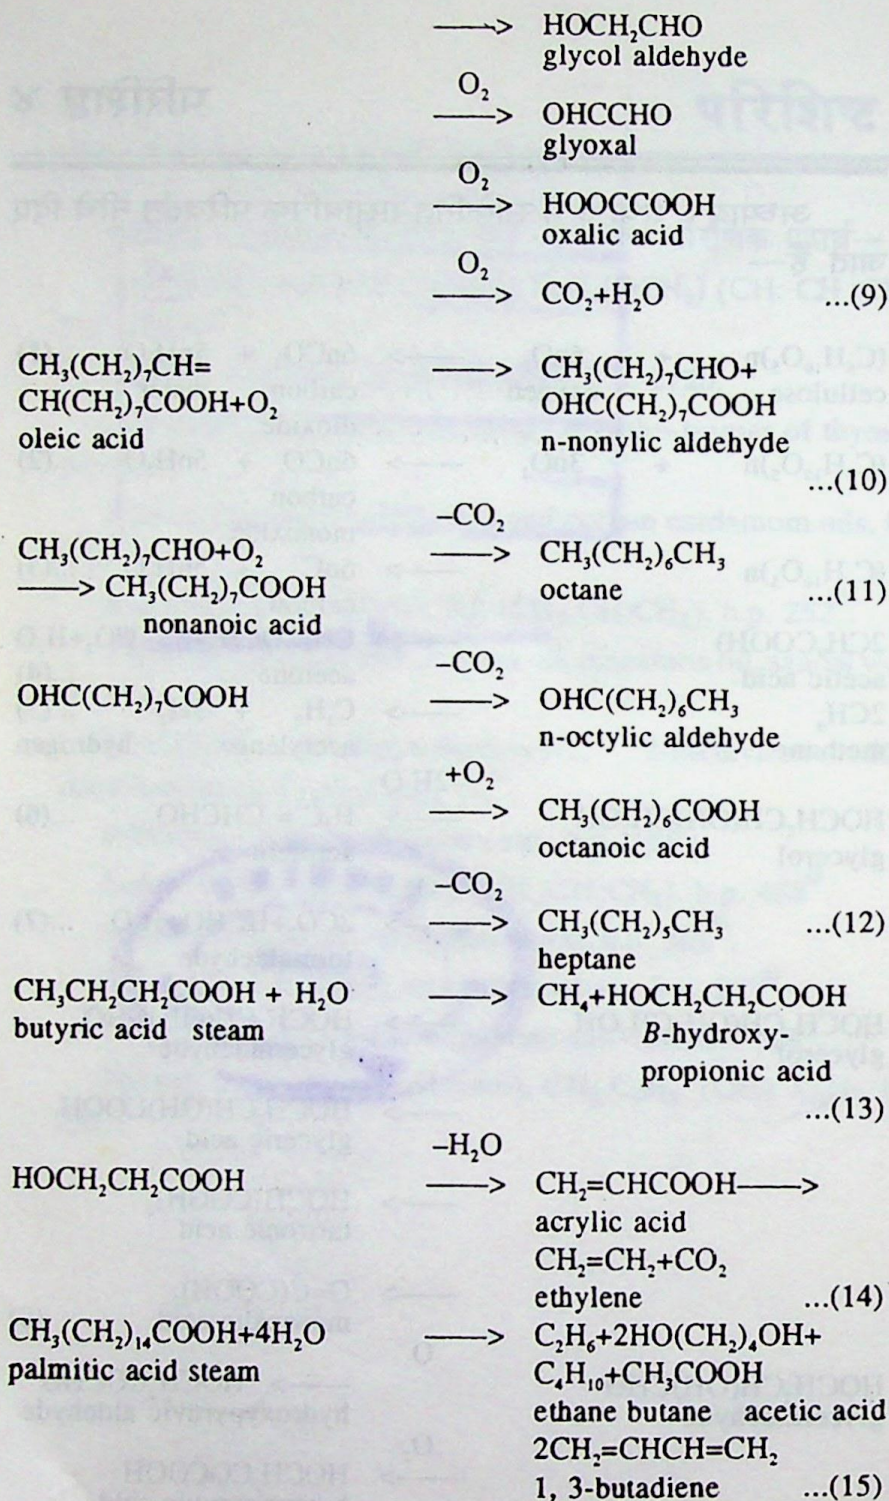 ——> HOCH₂CHO
glycol aldehyde
O₂
——> OHCCHO
glyoxal
O₂
——> HOOCCOOH
oxalic acid
O₂
——> CO₂+H₂O ...(9)
CH₃(CH₂)₇CH= ——> CH₃(CH₂)₇CHO+
CH(CH₂)₇COOH+O₂ OHC(CH₂)₇COOH
oleic acid n-nonylic aldehyde
...(10)
–CO₂
CH₃(CH₂)₇CHO+O₂ ——> CH₃(CH₂)₆CH₃
——> CH₃(CH₂)₇COOH octane ...(11)
nonanoic acid
–CO₂
OHC(CH₂)₇COOH ——> OHC(CH₂)₆CH₃
n-octylic aldehyde
+O₂
——> CH₃(CH₂)₆COOH
octanoic acid
–CO₂
——> CH₃(CH₂)₅CH₃ ...(12)
heptane
CH₃CH₂CH₂COOH + H₂O ——> CH₄+HOCH₂CH₂COOH
butyric acid steam B-hydroxy-
propionic acid
...(13)
–H₂O
HOCH₂CH₂COOH ——> CH₂=CHCOOH——>
acrylic acid
CH₂=CH₂+CO₂
ethylene ...(14)
CH₃(CH₂)₁₄COOH+4H₂O ——> C₂H₆+2HO(CH₂)₄OH+
palmitic acid steam C₄H₁₀+CH₃COOH
ethane butane acetic acid
2CH₂=CHCH=CH₂
1, 3-butadiene ...(15)